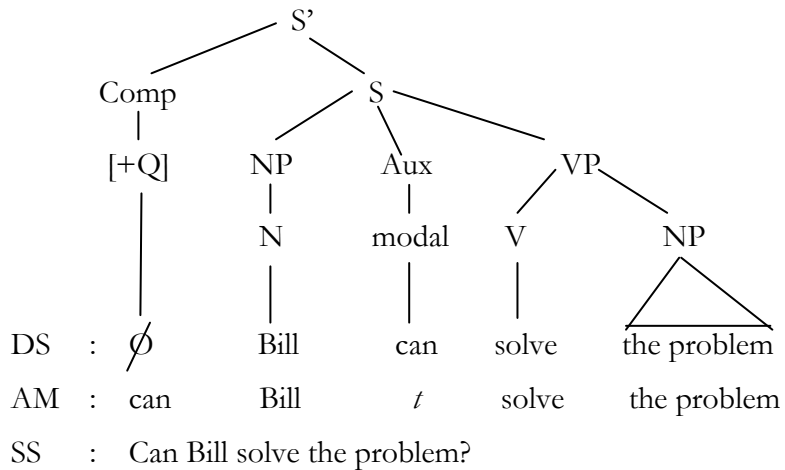 S'
Comp S
[+Q] NP Aux VP
N modal V NP
DS : Ø Bill can solve the problem
AM : can Bill t solve the problem
SS : Can Bill solve the problem?